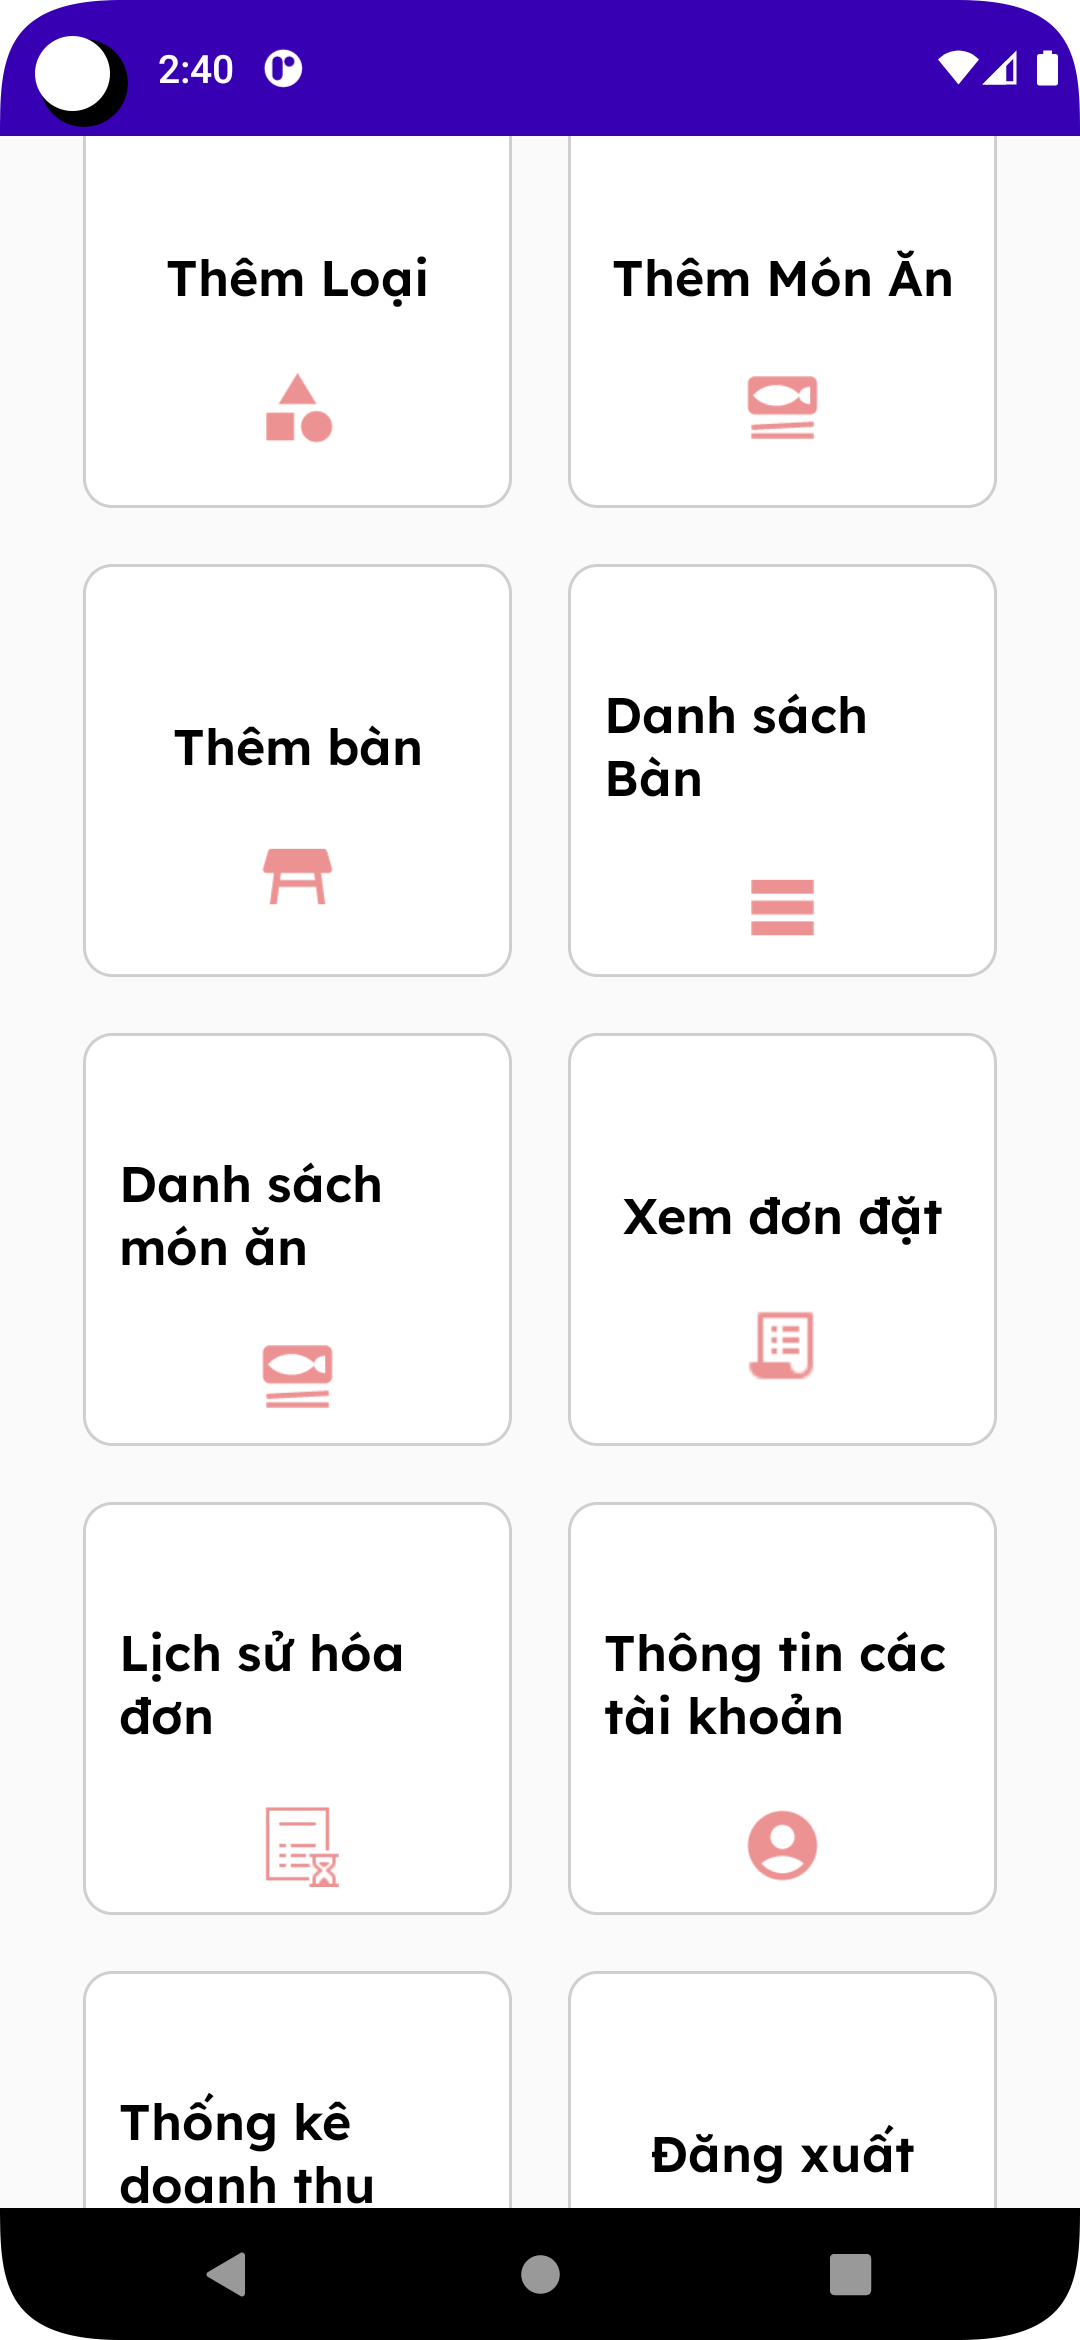 2:40
Thêm Loại
Thêm Món Ăn
Thêm bàn
Danh sách
Bàn
Danh sách
món ăn
Xem đơn đặt
Lịch sử hóa
đơn
Thông tin các
tài khoản
Thống kê
doanh thu
Đăng xuất